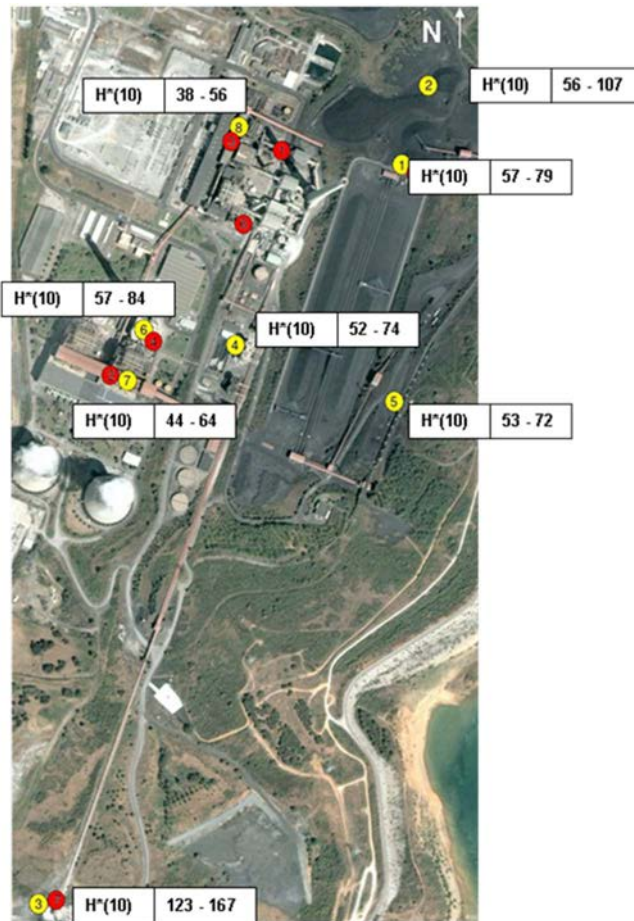 N
2
H*(10) 56 - 107
H*(10) 38 - 56
8
1
H*(10) 57 - 79
H*(10) 57 - 84
6
4
H*(10) 52 - 74
7
5
H*(10) 44 - 64
H*(10) 53 - 72
3
H*(10) 123 - 167